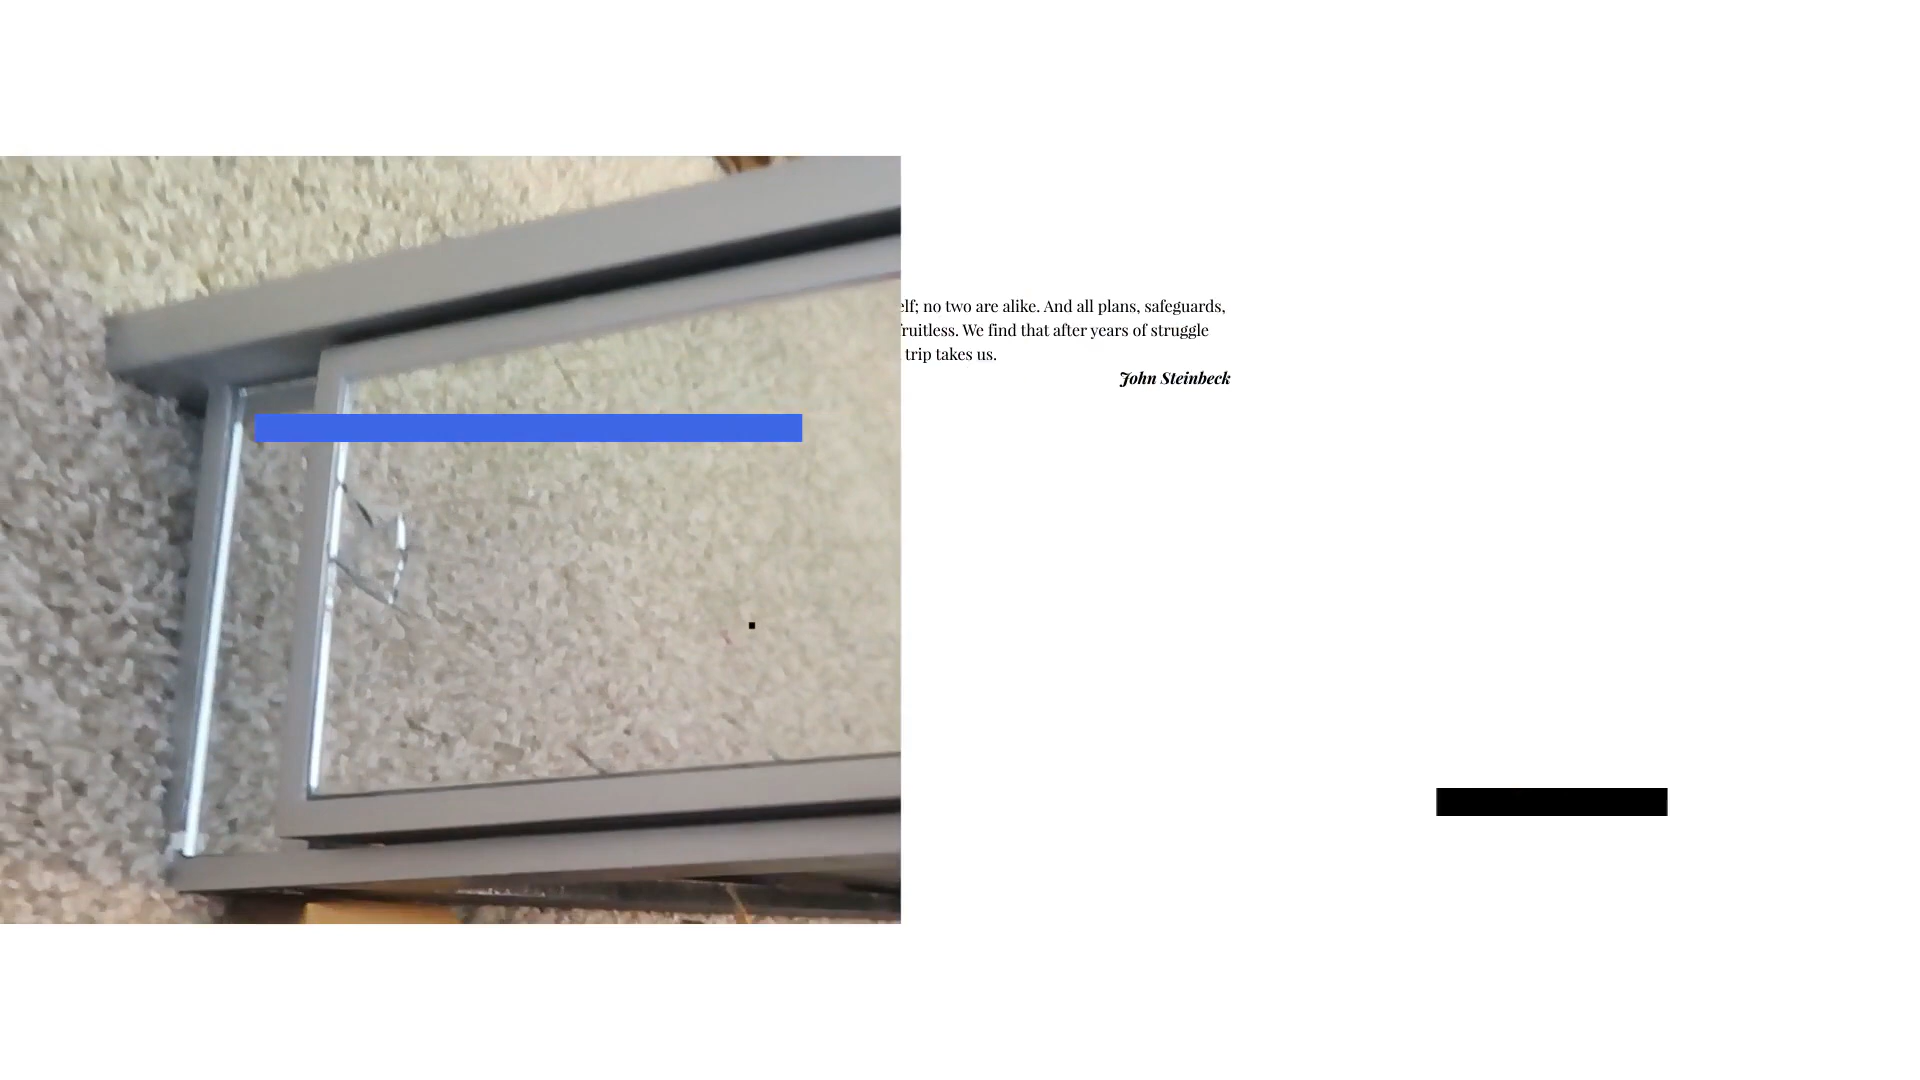 ; no two are alike. And all plans, safeguards,
fruitless. We find that after years of struggle
trip takes us.
John Steinbeck